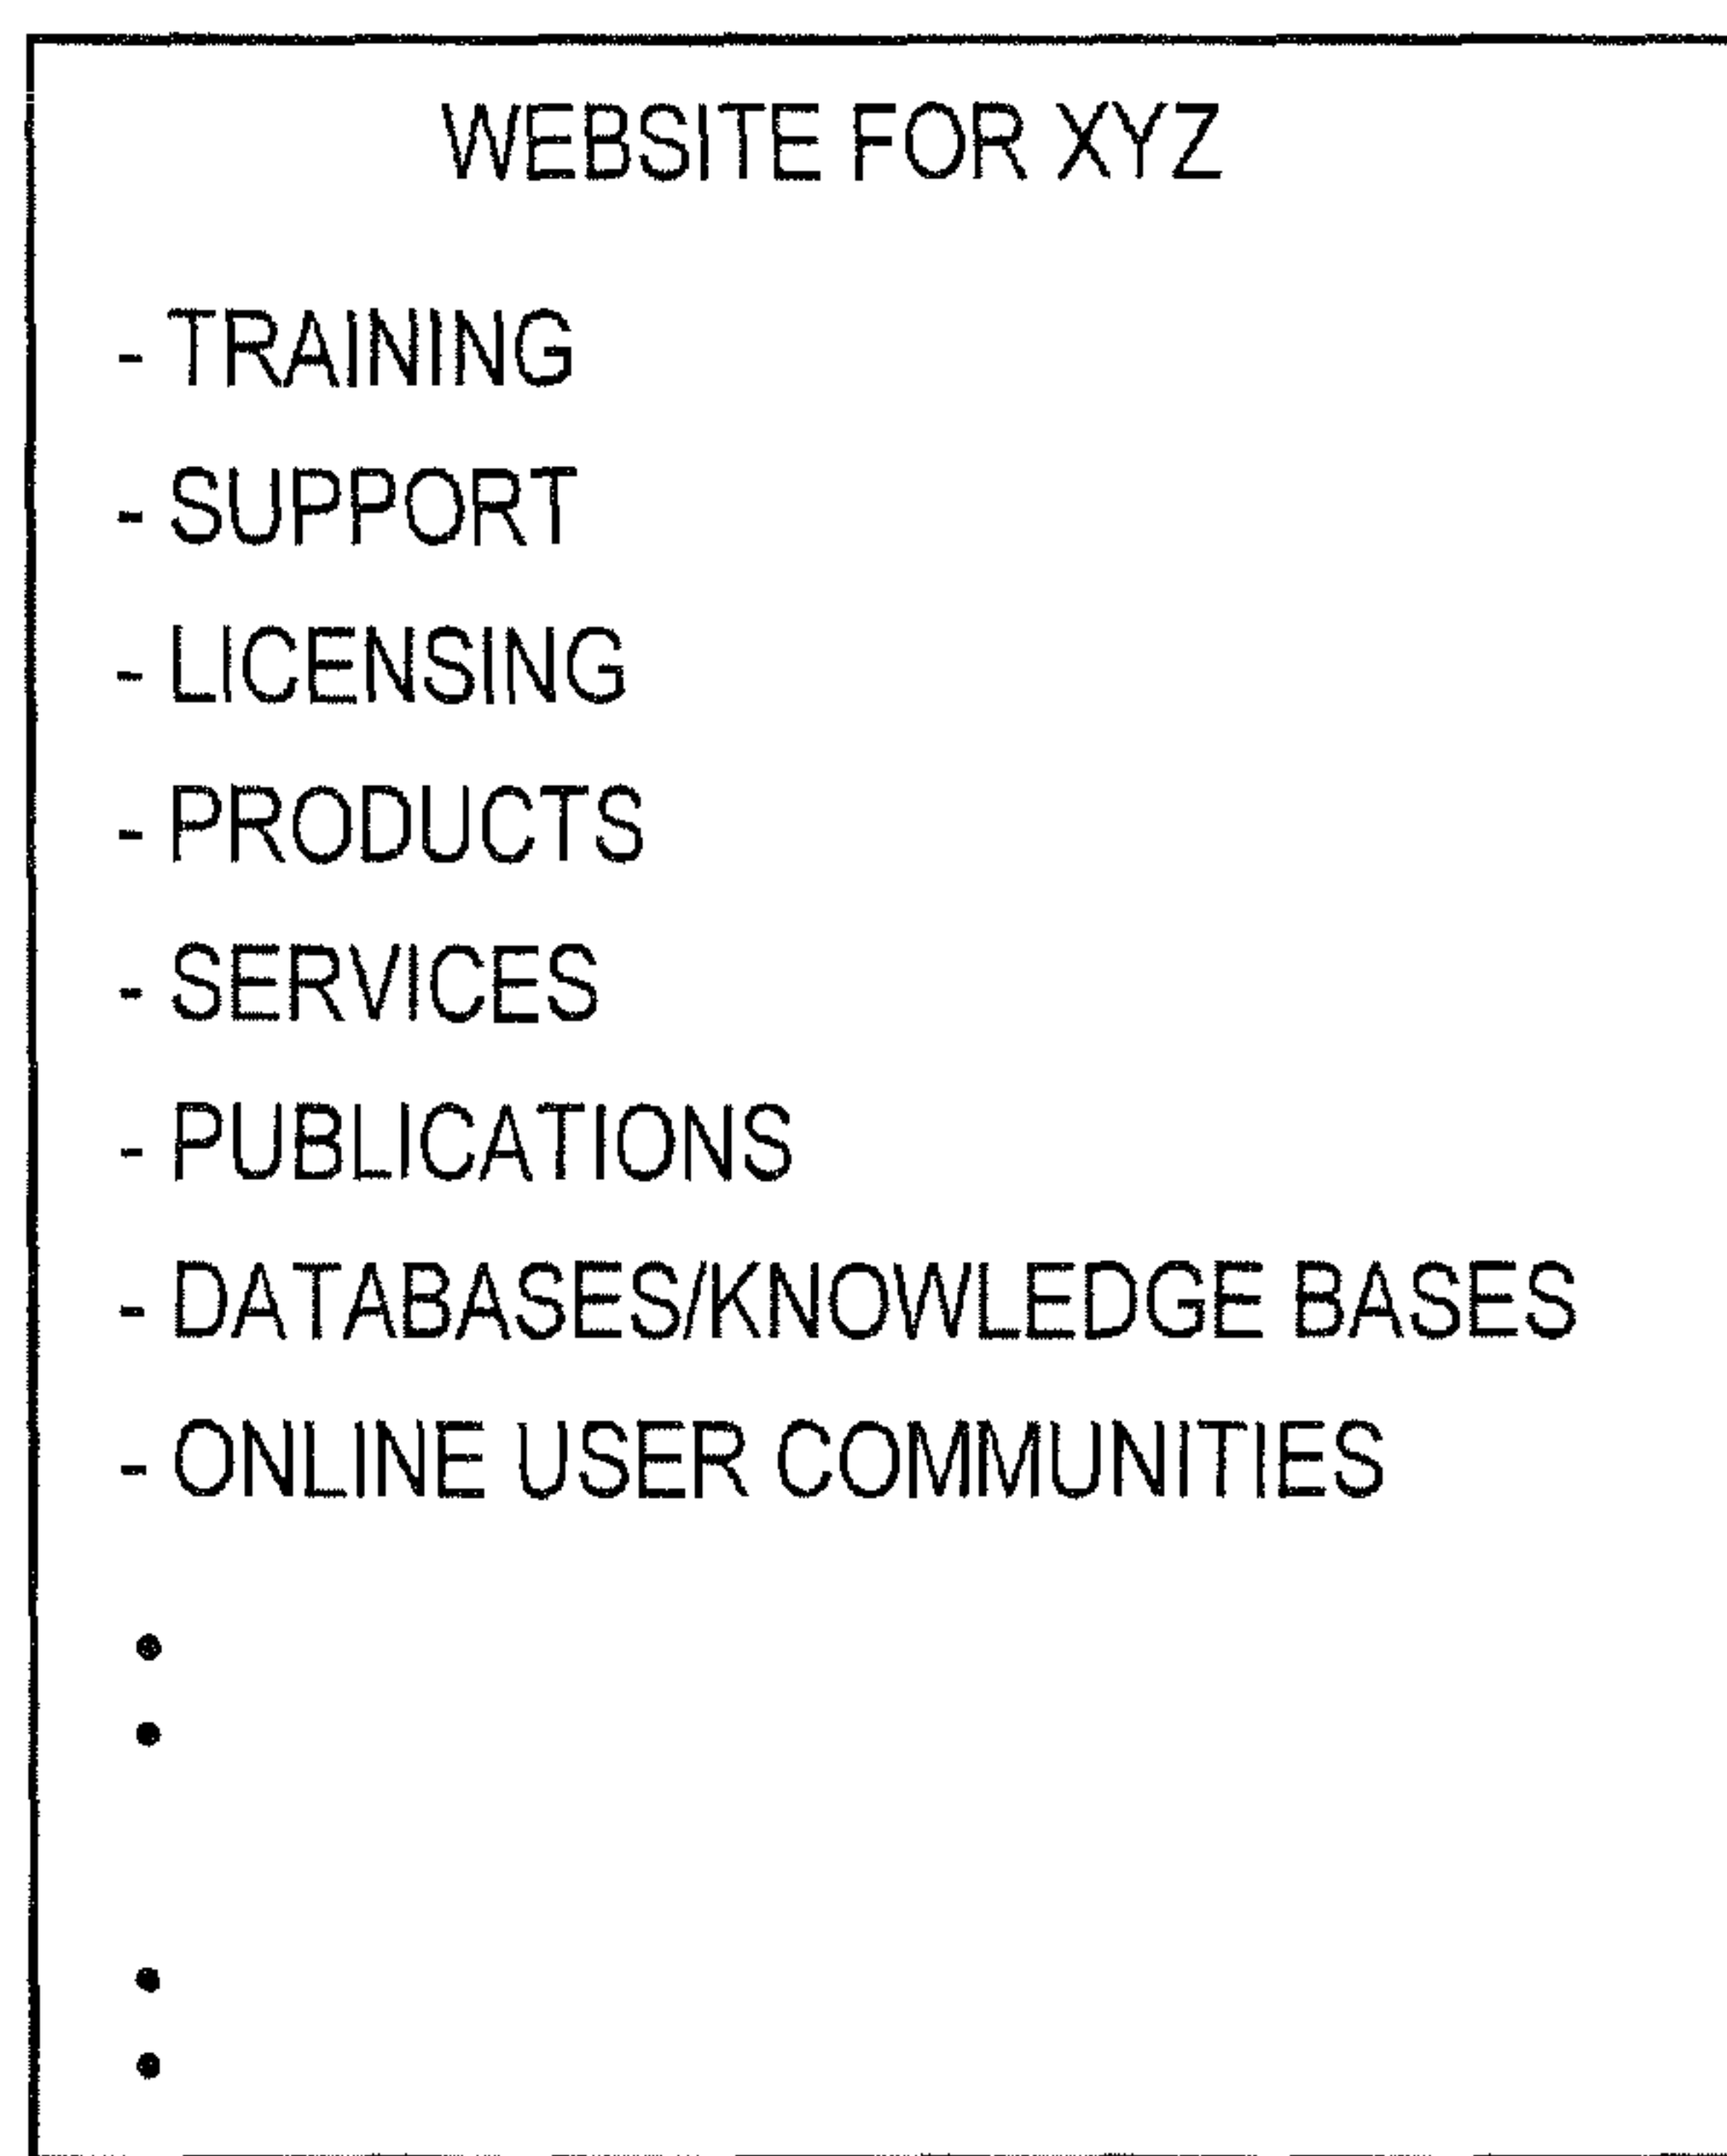 WEBSITE FOR XYZ
- TRAINING
- SUPPORT
- LICENSING
- PRODUCTS
- SERVICES
- PUBLICATIONS
- DATABASES/KNOWLEDGE BASES
- ONLINE USER COMMUNITIES
•
•
•
•